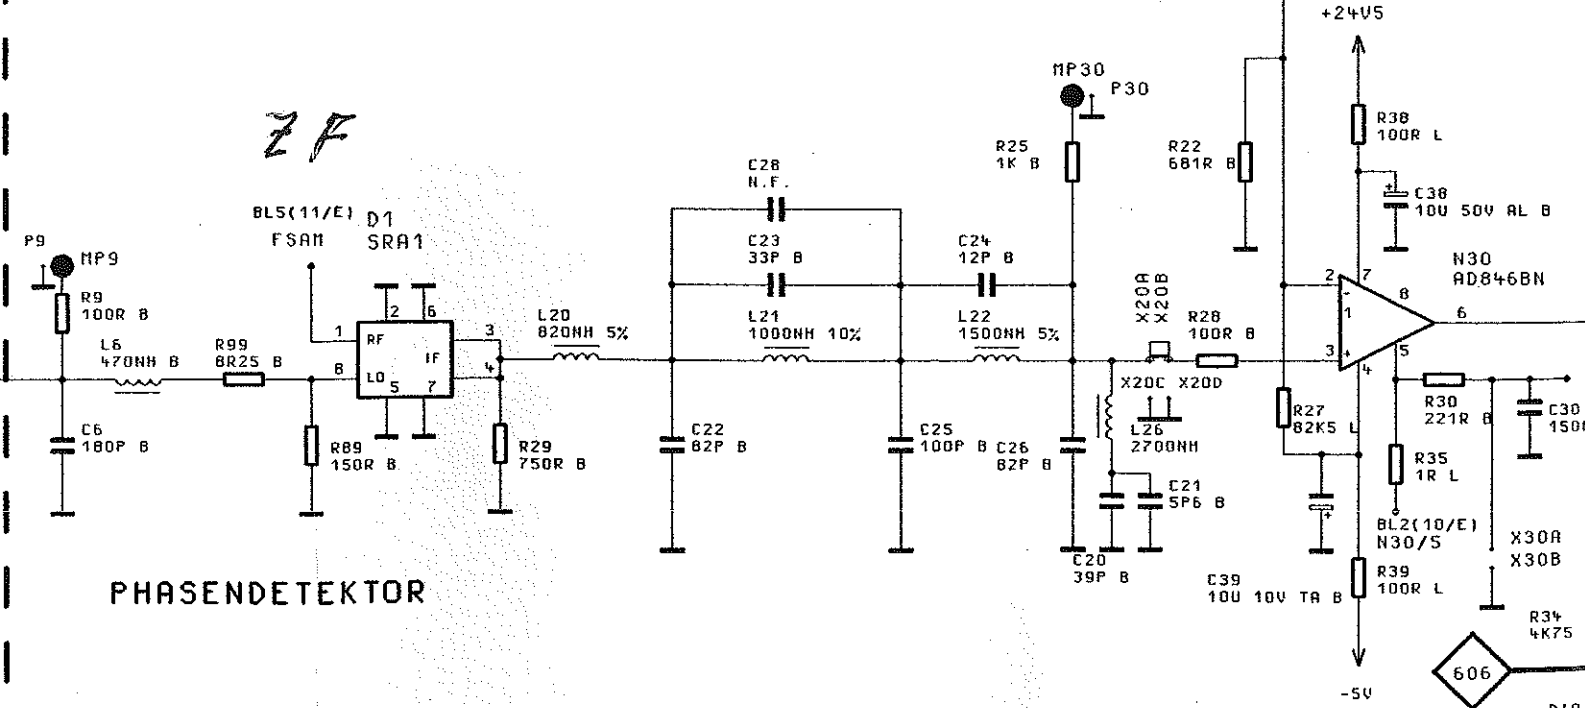 +24V5
MP30
P30
ZF
R38
100R L
R25
1K B
R22
681R B
C28
N.F.
C38
10U 50V AL B
BL5(11/E)
FSAM
D1
SRA1
P9
MP9
C23
33P B
C24
12P B
X20A
X20B
N30
AD846BN
2
7
8
1
6
3
4
5
-
+
R9
100R B
2
6
1
RF
3
IF
4
8
LO
5
7
L20
820NH 5%
L21
1000NH 10%
L22
1500NH 5%
R28
100R B
L6
470NH B
R99
8R25 B
X20C X20D
R27
82K5 L
R30
221R B
C30
C6
180P B
R89
150R B
R29
750R B
C22
82P B
C25
100P B
C26
82P B
L26
2700NH
C21
5P6 B
R35
1R L
BL2(10/E)
N30/5
X30A
X30B
C20
39P B
C39
10U 10V TA B
R39
100R L
PHASENDETEKTOR
R34
4K75
606
-5V